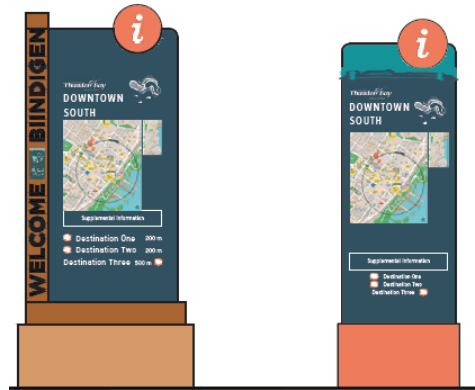 WELCOME BIINDIGEN
i
Thunder Bay
DOWNTOWN
SOUTH
Supplemental Information
Destination One 200 m
Destination Two 200 m
Destination Three 500 m
i
Thunder Bay
DOWNTOWN
SOUTH
Supplemental Information
Destination One
Destination Two
Destination Three